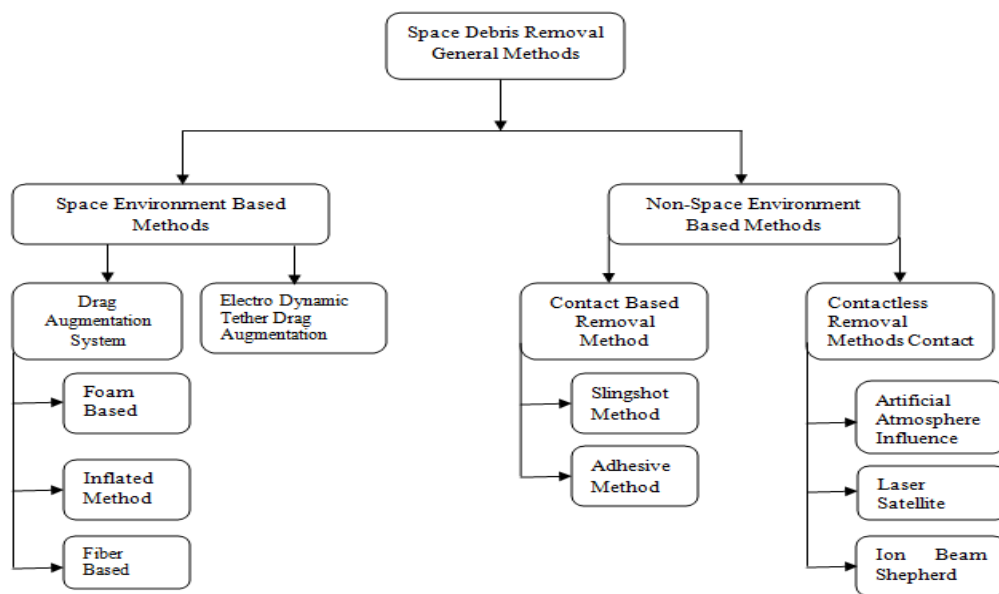 Space Debris Removal
General Methods
Space Environment Based
Methods
Non-Space Environment
Based Methods
Drag
Augmentation
System
Electro Dynamic
Tether Drag
Augmentation
Contact Based
Removal
Method
Contactless
Removal
Methods Contact
Foam
Based
Inflated
Method
Fiber
Based
Slingshot
Method
Adhesive
Method
Artificial
Atmosphere
Influence
Laser
Satellite
Ion Beam
Shepherd